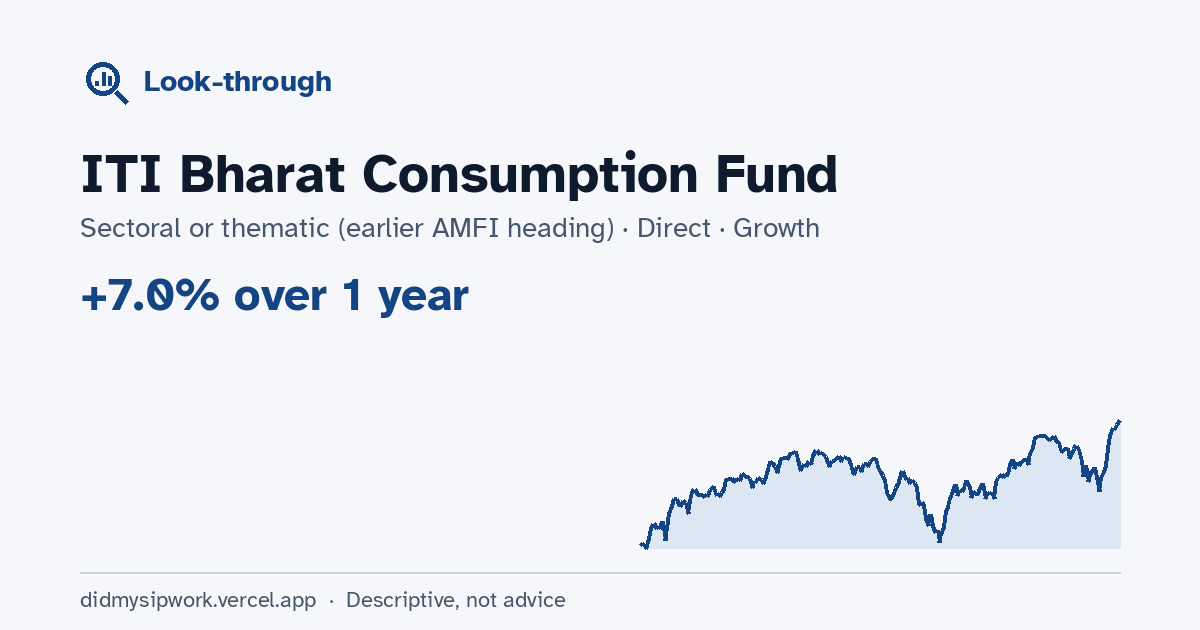 Look-through
ITI Bharat Consumption Fund
Sectoral or thematic (earlier AMFI heading) · Direct · Growth
+7.0% over 1 year
didmysipwork.vercel.app · Descriptive, not advice